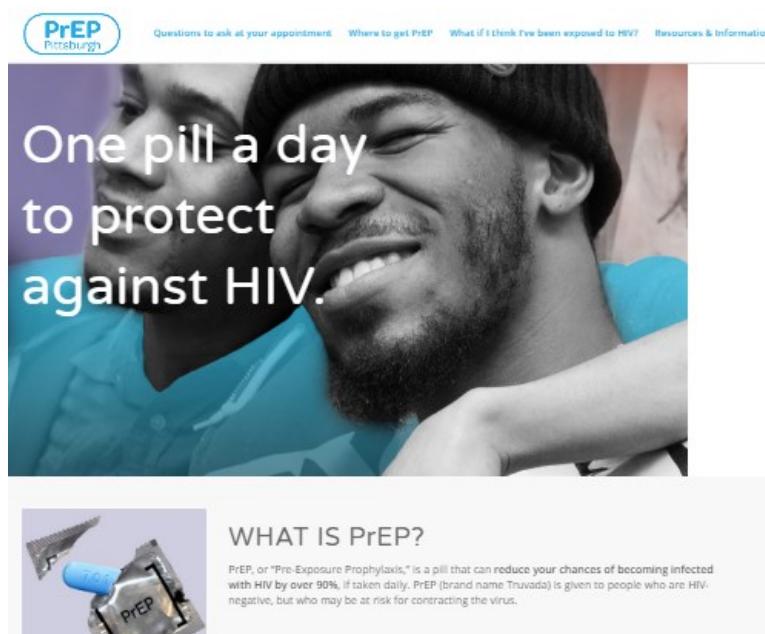 PrEP
Pittsburgh
Questions to ask at your appointment Where to get PrEP What if I think I've been exposed to HIV? Resources & Informatio
One pill a day
to protect
against HIV.
WHAT IS PrEP?
PrEP, or "Pre-Exposure Prophylaxis," is a pill that can reduce your chances of becoming infected
with HIV by over 90%, if taken daily. PrEP (brand name Truvada) is given to people who are HIV-
negative, but who may be at risk for contracting the virus.
701
PrEP